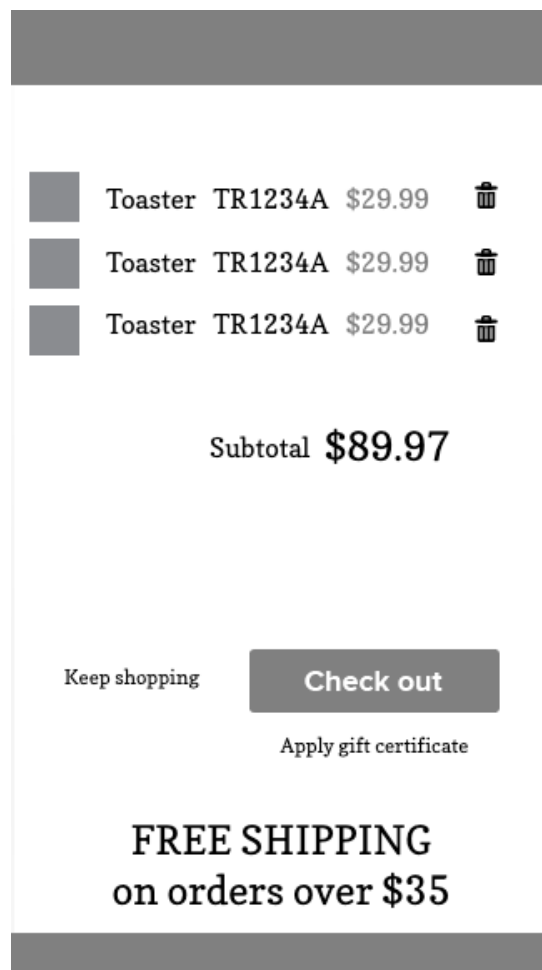 Toaster TR1234A $29.99
Toaster TR1234A $29.99
Toaster TR1234A $29.99
Subtotal $89.97
Keep shopping Check out
Apply gift certificate
FREE SHIPPING
on orders over $35